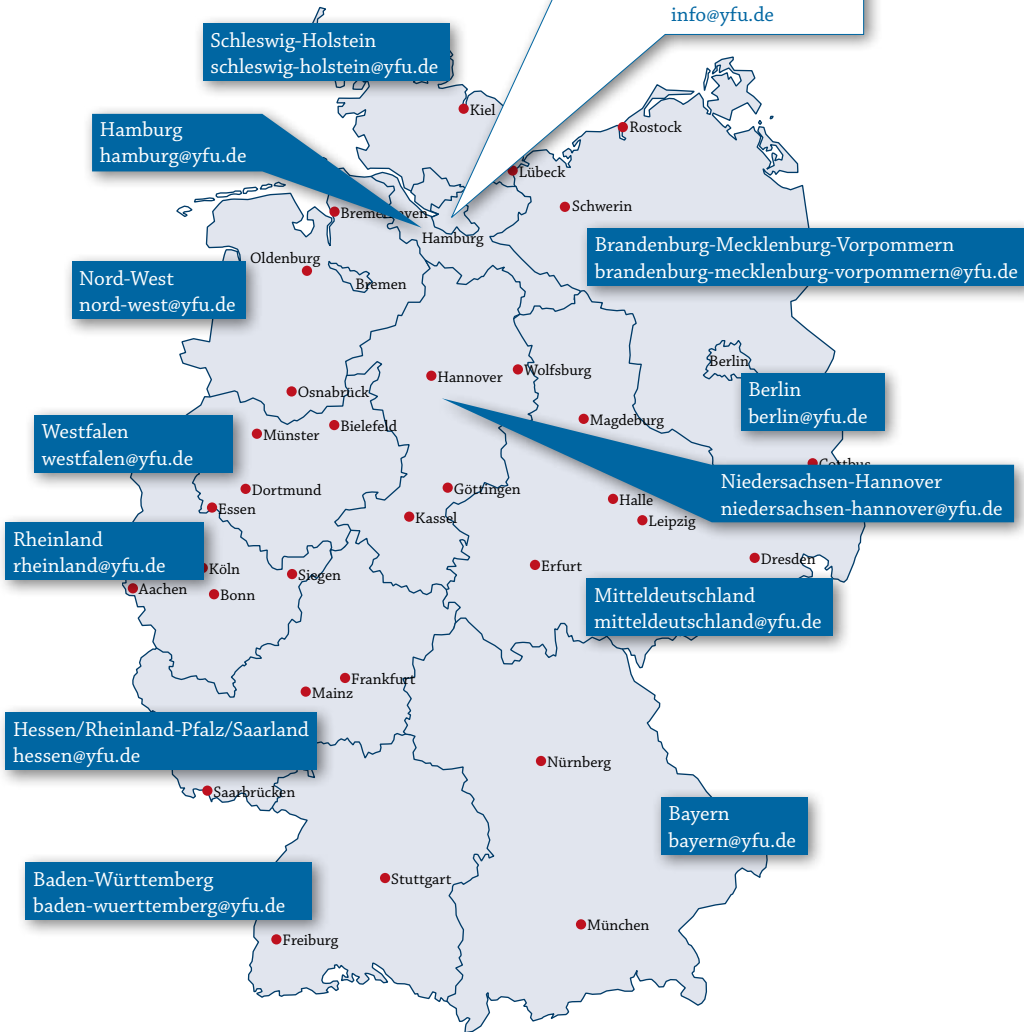 info@yfu.de
Schleswig-Holstein
schleswig-holstein@yfu.de
Kiel
Rostock
Hamburg
hamburg@yfu.de
Lübeck
Schwerin
Bremerhaven
Hamburg
Brandenburg-Mecklenburg-Vorpommern
brandenburg-mecklenburg-vorpommern@yfu.de
Oldenburg
Bremen
Nord-West
nord-west@yfu.de
Berlin
Hannover
Wolfsburg
Berlin
berlin@yfu.de
Osnabrück
Magdeburg
Westfalen
westfalen@yfu.de
Münster
Bielefeld
Cottbus
Niedersachsen-Hannover
niedersachsen-hannover@yfu.de
Dortmund
Göttingen
Essen
Kassel
Halle
Leipzig
Rheinland
rheinland@yfu.de
Köln
Siegen
Erfurt
Dresden
Aachen
Bonn
Mitteldeutschland
mitteldeutschland@yfu.de
Frankfurt
Mainz
Hessen/Rheinland-Pfalz/Saarland
hessen@yfu.de
Nürnberg
Saarbrücken
Bayern
bayern@yfu.de
Baden-Württemberg
baden-wuerttemberg@yfu.de
Stuttgart
München
Freiburg